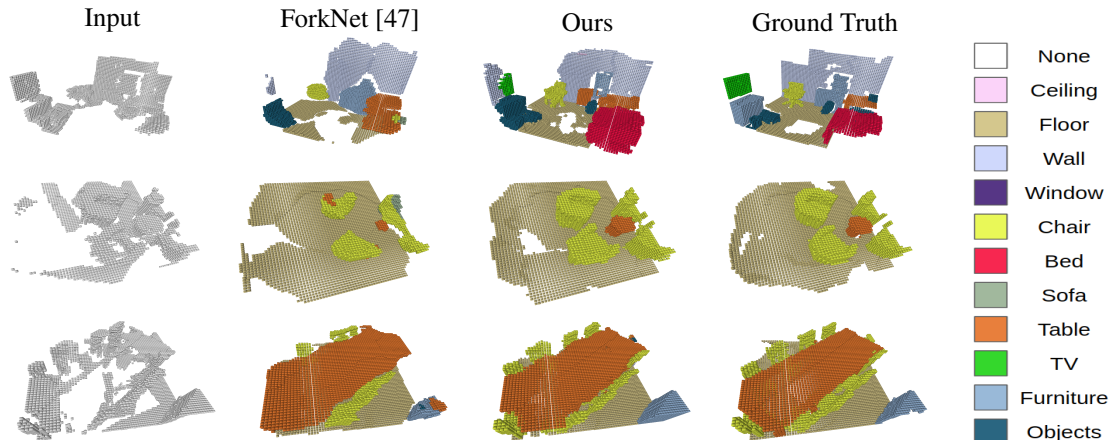 Input
ForkNet [47]
Ours
Ground Truth
None
Ceiling
Floor
Wall
Window
Chair
Bed
Sofa
Table
TV
Furniture
Objects